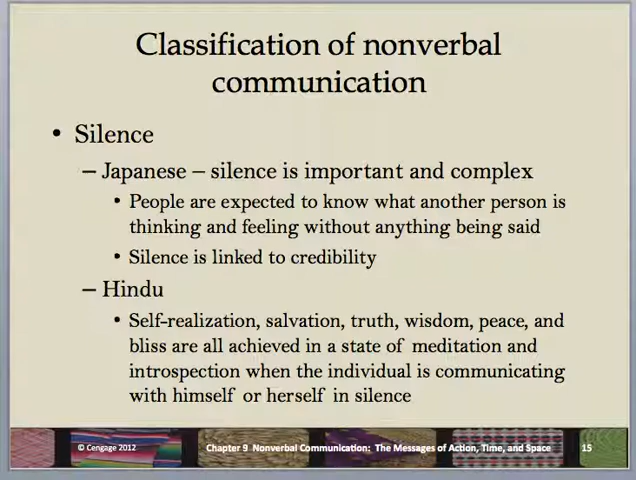 Classification of nonverbal
communication
• Silence
– Japanese – silence is important and complex
• People are expected to know what another person is
thinking and feeling without anything being said
• Silence is linked to credibility
– Hindu
• Self-realization, salvation, truth, wisdom, peace, and
bliss are all achieved in a state of meditation and
introspection when the individual is communicating
with himself or herself in silence
© Cengage 2012 Chapter 9 Nonverbal Communication: The Messages of Action, Time, and Space 15